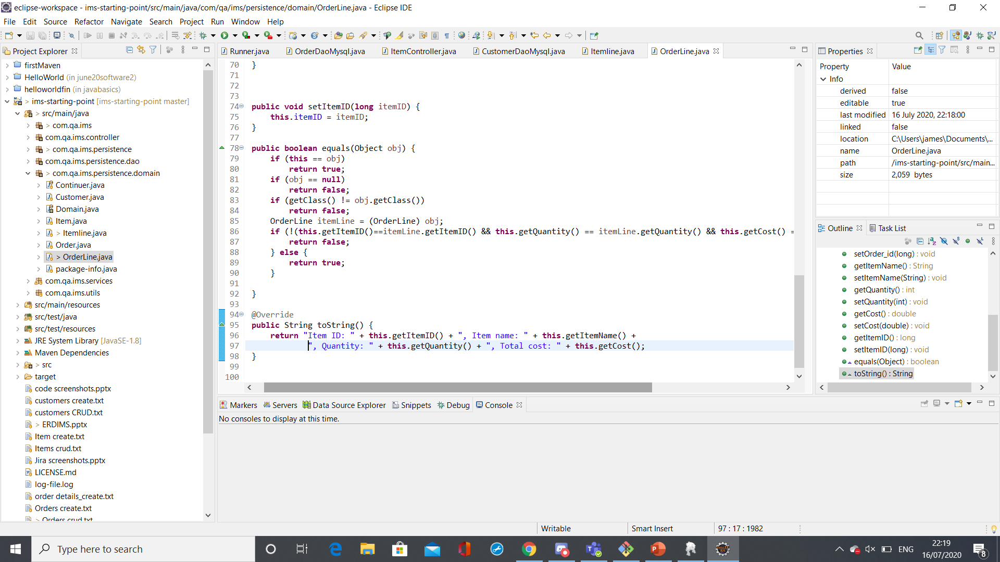 eclipse-workspace - ims-starting-point/src/main/java/com/qa/ims/persistence/domain/OrderLine.java - Eclipse IDE
File Edit Source Refactor Navigate Search Project Run Window Help
Project Explorer
firstMaven
HelloWorld (in june20software2)
helloworldfin (in javabasics)
> ims-starting-point [ims-starting-point master]
> src/main/java
> com.qa.ims
com.qa.ims.controller
> com.qa.ims.persistence
com.qa.ims.persistence.dao
> com.qa.ims.persistence.domain
Continuer.java
Customer.java
Domain.java
Item.java
> Itemline.java
Order.java
> OrderLine.java
package-info.java
com.qa.ims.services
com.qa.ims.utils
src/main/resources
src/test/java
src/test/resources
JRE System Library [JavaSE-1.8]
Maven Dependencies
> src
target
code screenshots.pptx
customers create.txt
customers CRUD.txt
> ERDIMS.pptx
Item create.txt
Items crud.txt
Jira screenshots.pptx
LICENSE.md
log-file.log
order details_create.txt
Orders create.txt
> Orders crud.txt
Runner.java OrderDaoMysql.java ItemController.java CustomerDaoMysql.java Itemline.java OrderLine.java
70 }
71
72
73
74 public void setItemID(long itemID) {
75 this.itemID = itemID;
76 }
77
78 public boolean equals(Object obj) {
79 if (this == obj)
80 return true;
81 if (obj == null)
82 return false;
83 if (getClass() != obj.getClass())
84 return false;
85 OrderLine itemLine = (OrderLine) obj;
86 if (!(this.getItemID()==itemLine.getItemID() && this.getQuantity() == itemLine.getQuantity() && this.getCost() =
87 return false;
88 } else {
89 return true;
90 }
91
92 }
93
94 @Override
95 public String toString() {
96 return "Item ID: " + this.getItemID() + ", Item name: " + this.getItemName() +
97 ", Quantity: " + this.getQuantity() + ", Total cost: " + this.getCost();
98 }
99
100
Properties
Property Value
Info
derived false
editable true
last modified 16 July 2020, 22:18:00
linked false
location C:\Users\james\Documents\...
name OrderLine.java
path /ims-starting-point/src/main...
size 2,059 bytes
Outline Task List
setOrder_id(long) : void
getItemName() : String
setItemName(String) : void
getQuantity() : int
setQuantity(int) : void
getCost() : double
setCost(double) : void
getItemID() : long
setItemID(long) : void
equals(Object) : boolean
toString() : String
Markers Servers Data Source Explorer Snippets Debug Console
No consoles to display at this time.
Writable Smart Insert 97 : 17 : 1982
Type here to search
ENG
22:19
16/07/2020
8